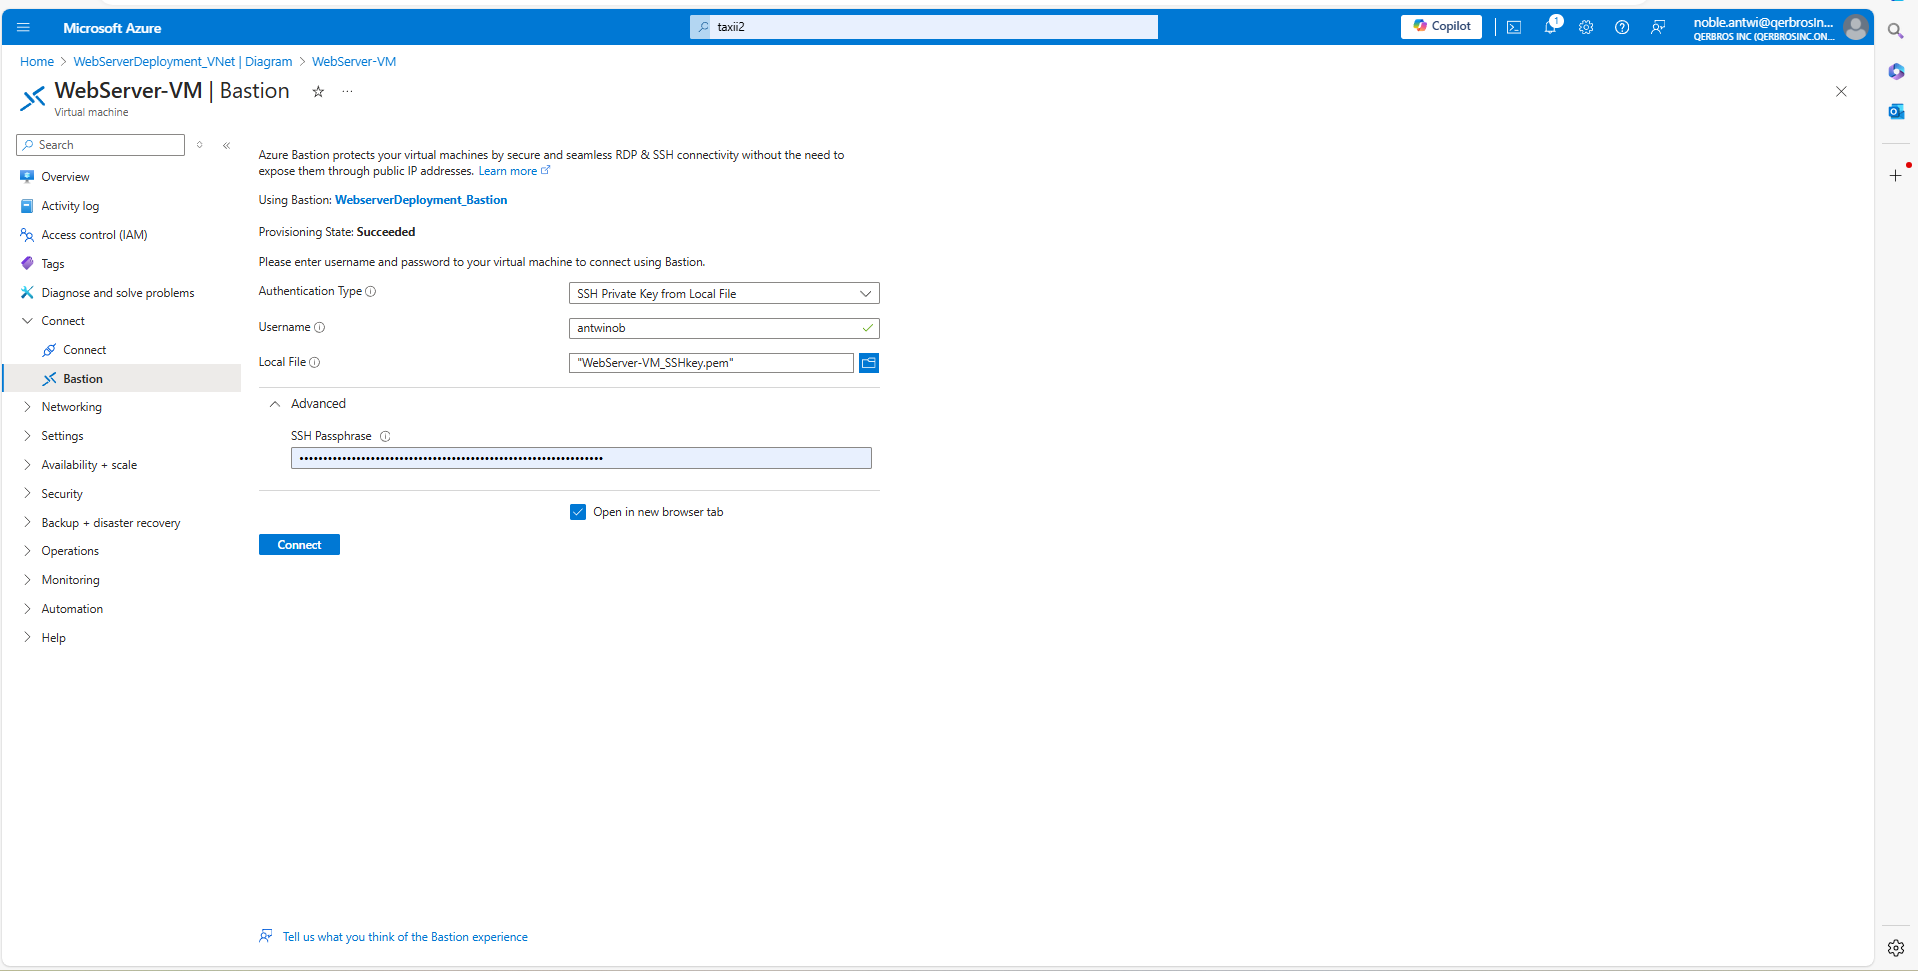 Microsoft Azure
taxii2
Copilot
1
noble.antwi@qerbrosin...
QERBROS INC (QERBROSINC.ON...
Home > WebServerDeployment_VNet | Diagram > WebServer-VM
WebServer-VM | Bastion
Virtual machine
Search
Overview
Activity log
Access control (IAM)
Tags
Diagnose and solve problems
Connect
Connect
Bastion
Networking
Settings
Availability + scale
Security
Backup + disaster recovery
Operations
Monitoring
Automation
Help
Azure Bastion protects your virtual machines by secure and seamless RDP & SSH connectivity without the need to
expose them through public IP addresses. Learn more
Using Bastion: WebserverDeployment_Bastion
Provisioning State: Succeeded
Please enter username and password to your virtual machine to connect using Bastion.
Authentication Type
SSH Private Key from Local File
Username
antwinob
Local File
"WebServer-VM_SSHkey.pem"
Advanced
SSH Passphrase
Open in new browser tab
Connect
Tell us what you think of the Bastion experience